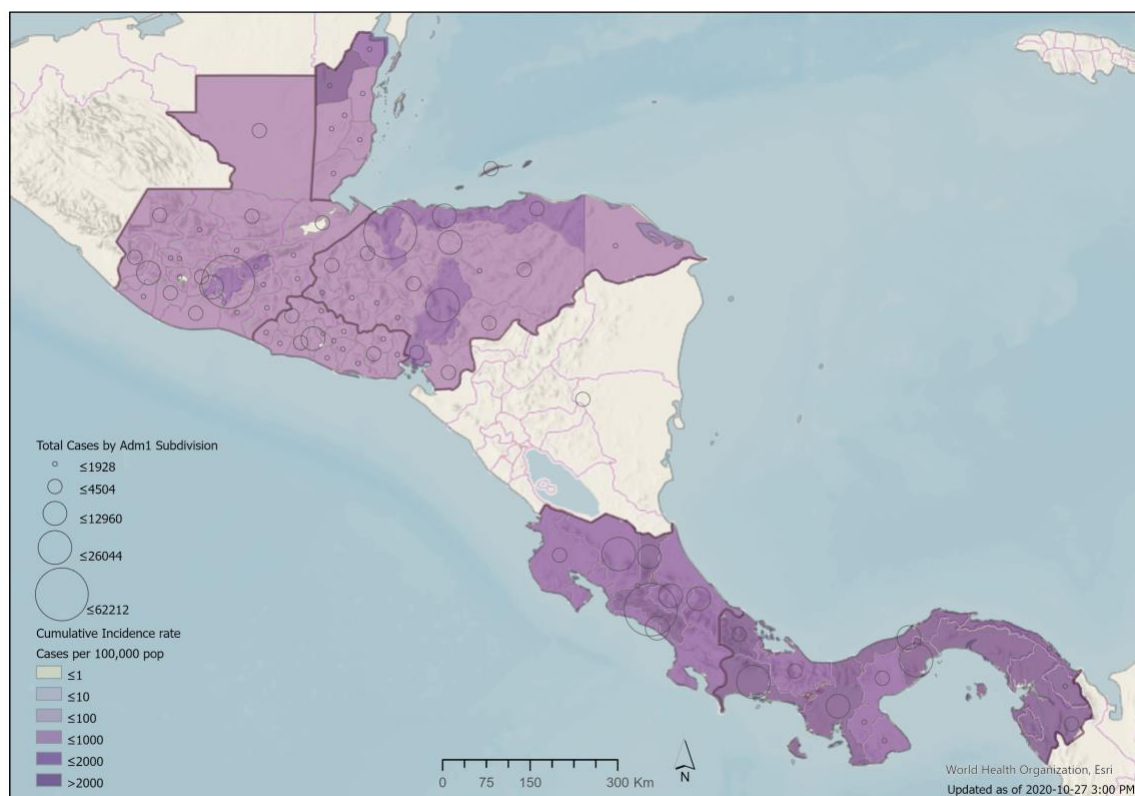 Total Cases by Adm1 Subdivision
≤1928
≤4504
≤12960
≤26044
≤62212
Cumulative Incidence rate
Cases per 100,000 pop
≤1
≤10
≤100
≤1000
≤2000
>2000
0 75 150 300 Km
N
World Health Organization, Esri
Updated as of 2020-10-27 3:00 PM